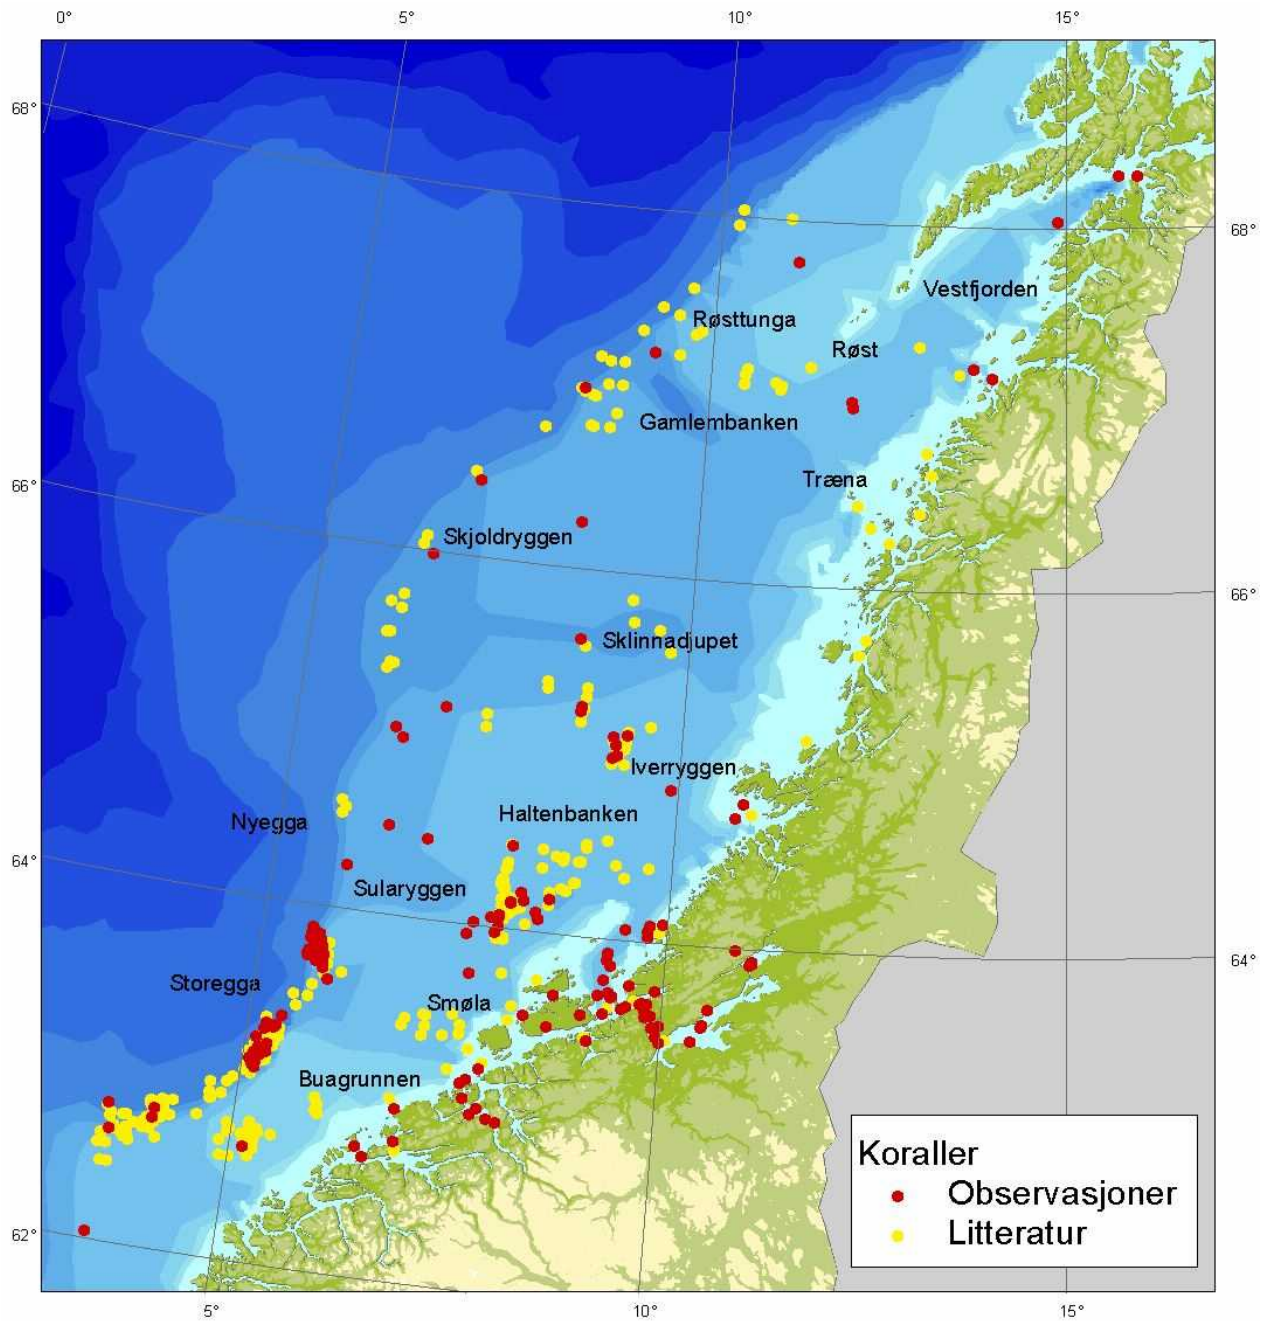 0° 5° 10° 15°
68°
68°
Vestfjorden
Røsttunga
Røst
Gamlembanken
Træna
66°
Skjoldryggen
66°
Sklinnadjupet
Iverryggen
Haltenbanken
Nyegga
64°
Sularyggen
64°
Storegga
Smøla
Buagrunnen
Koraller
Observasjoner
Litteratur
62°
5° 10° 15°